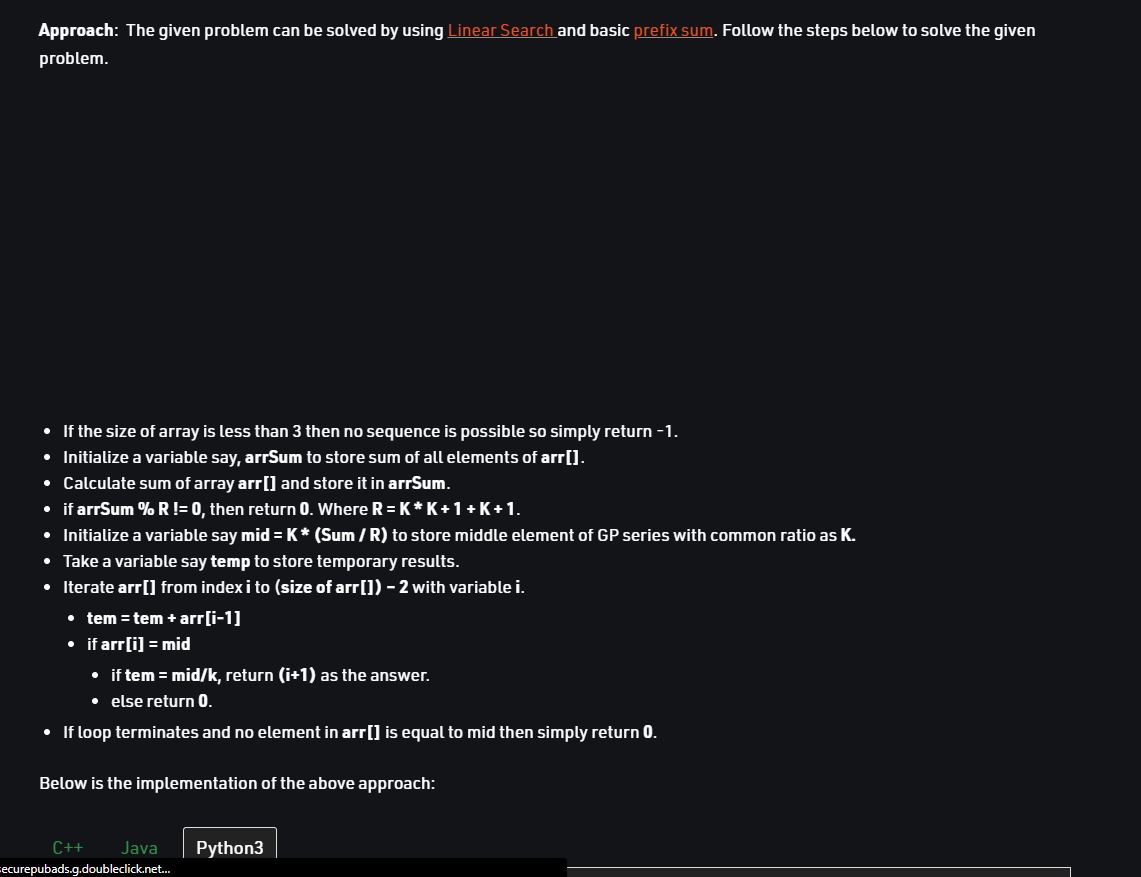 Approach: The given problem can be solved by using Linear Search and basic prefix sum. Follow the steps below to solve the given
problem.
• If the size of array is less than 3 then no sequence is possible so simply return -1.
• Initialize a variable say, arrSum to store sum of all elements of arr[].
• Calculate sum of array arr[] and store it in arrSum.
• if arrSum % R != 0, then return 0. Where R = K * K + 1 + K + 1.
• Initialize a variable say mid = K * (Sum / R) to store middle element of GP series with common ratio as K.
• Take a variable say temp to store temporary results.
• Iterate arr[] from index i to (size of arr[]) – 2 with variable i.
• tem = tem + arr[i-1]
• if arr[i] = mid
• if tem = mid/k, return (i+1) as the answer.
• else return 0.
• If loop terminates and no element in arr[] is equal to mid then simply return 0.
Below is the implementation of the above approach:
C++ Java Python3
securepubads.g.doubleclick.net...